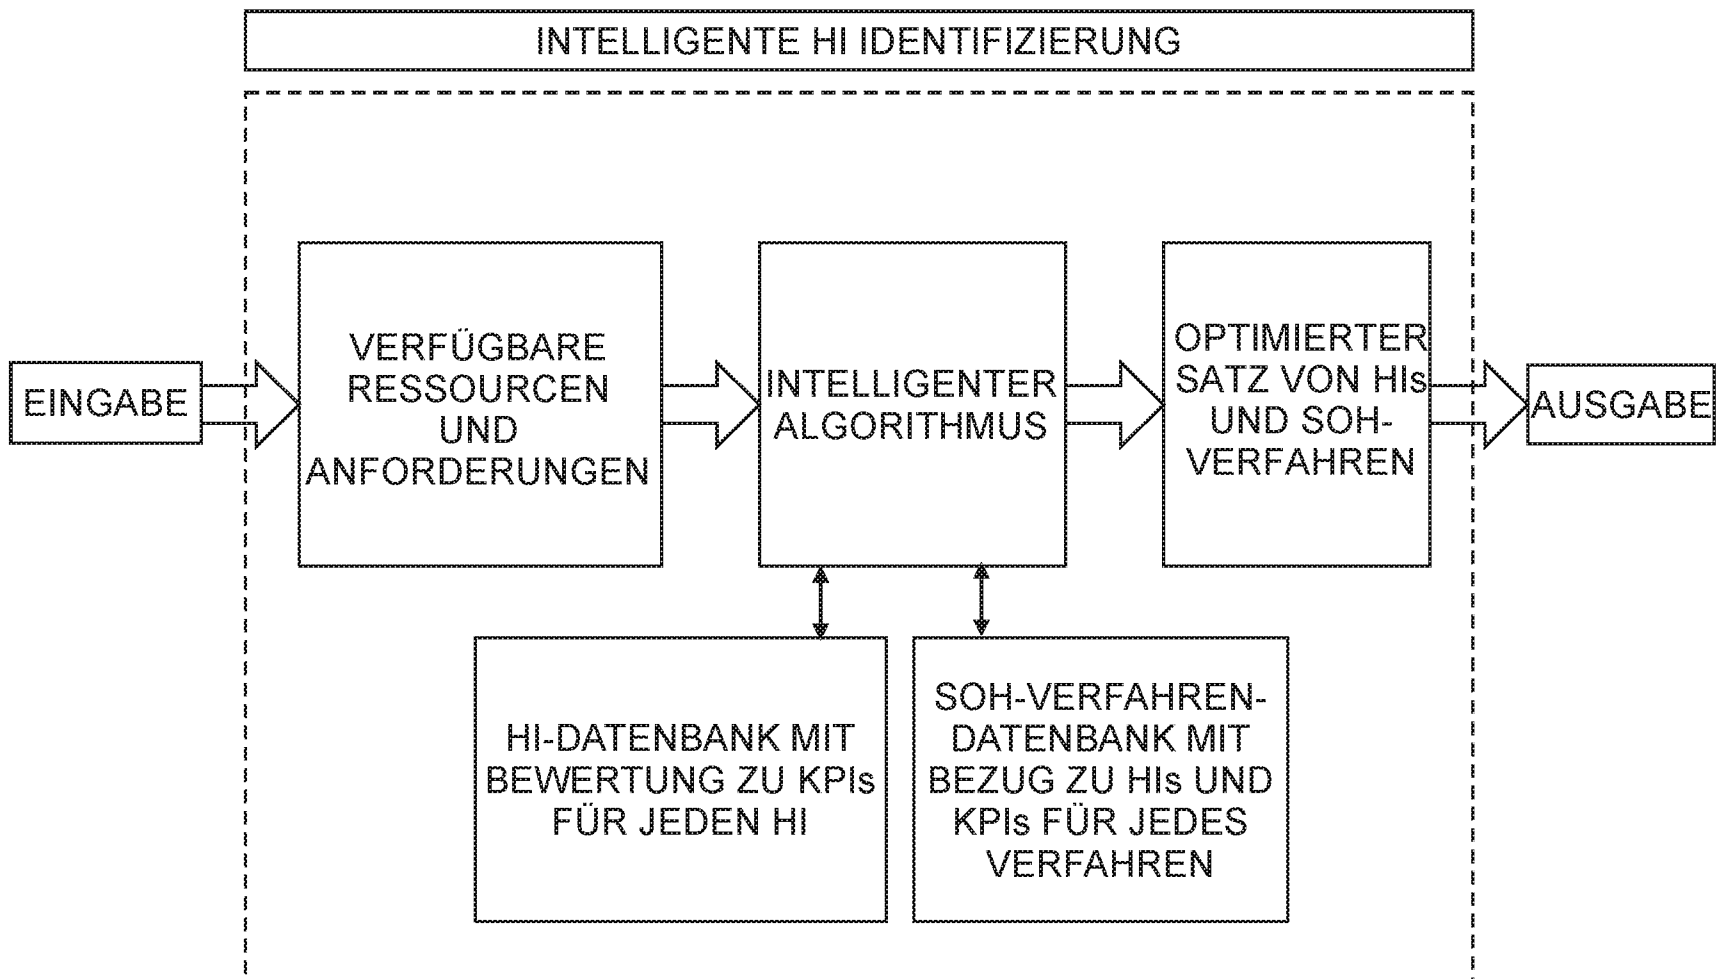 INTELLIGENTE HI IDENTIFIZIERUNG
EINGABE
VERFÜGBARE
RESSOURCEN
UND
ANFORDERUNGEN
INTELLIGENTER
ALGORITHMUS
OPTIMIERTER
SATZ VON HIs
UND SOH-
VERFAHREN
AUSGABE
HI-DATENBANK MIT
BEWERTUNG ZU KPIs
FÜR JEDEN HI
SOH-VERFAHREN-
DATENBANK MIT
BEZUG ZU HIs UND
KPIs FÜR JEDES
VERFAHREN